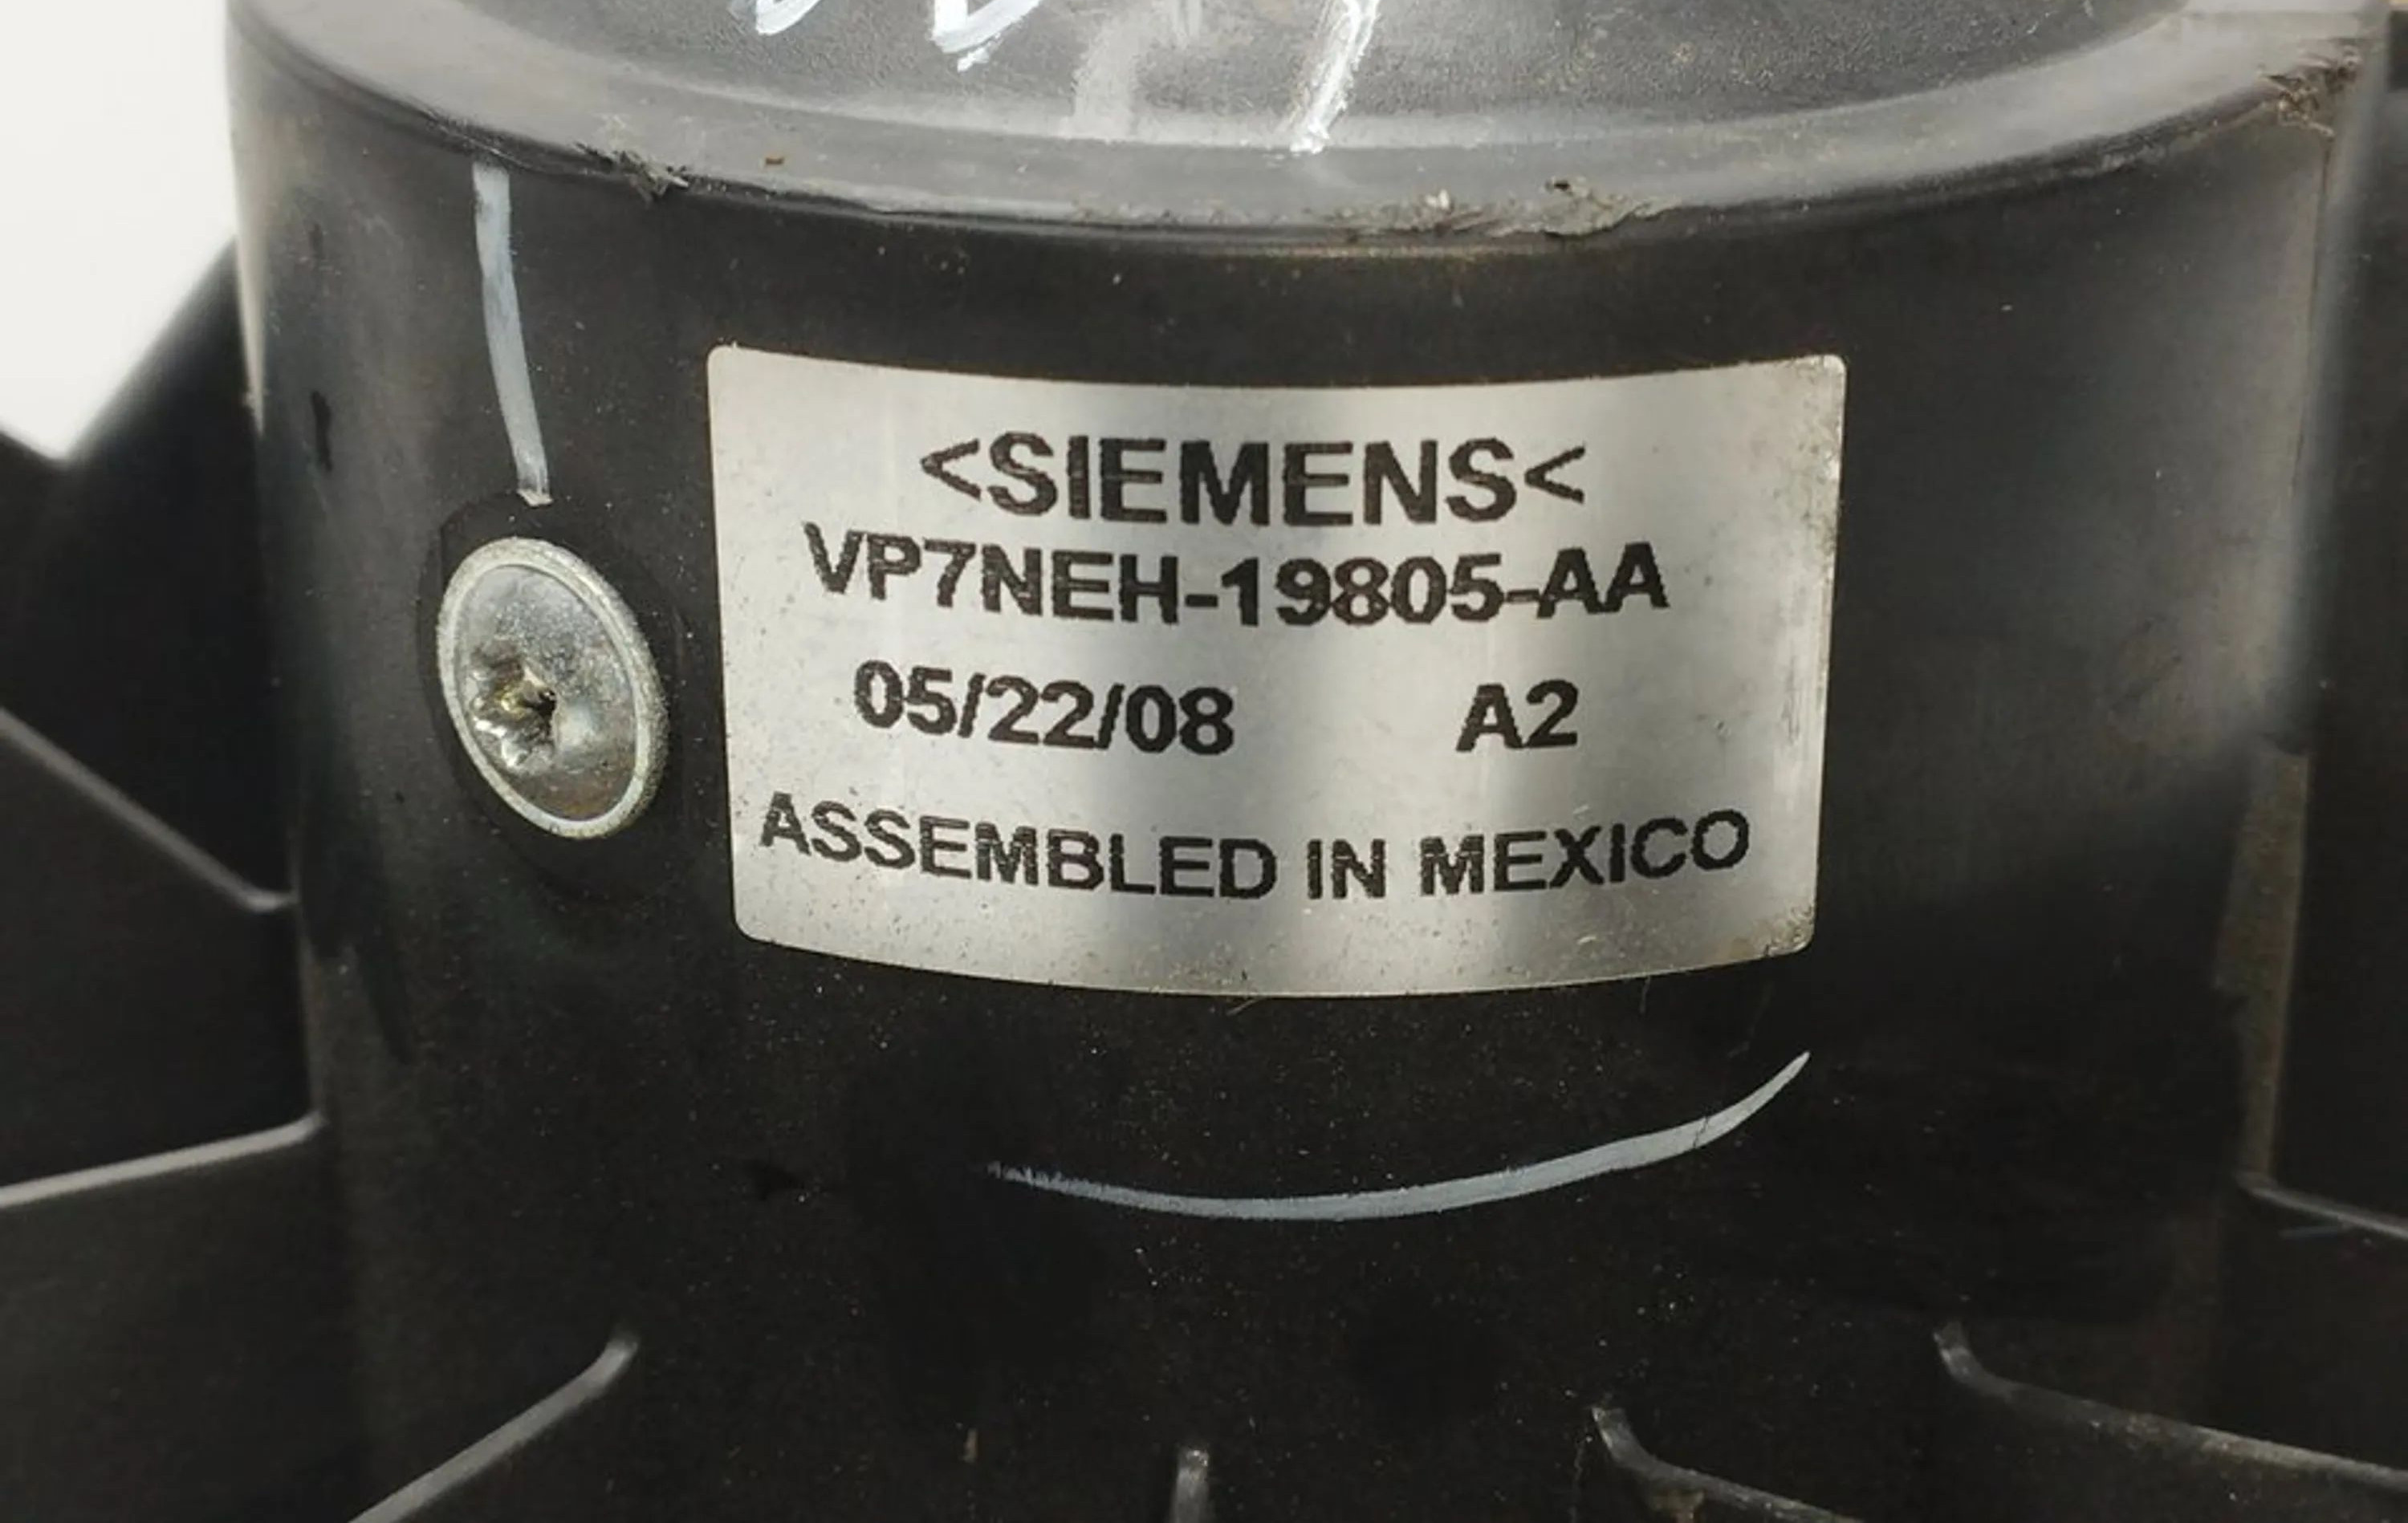 <SIEMENS<
VP7NEH-19805-AA
05/22/08 A2
ASSEMBLED IN MEXICO